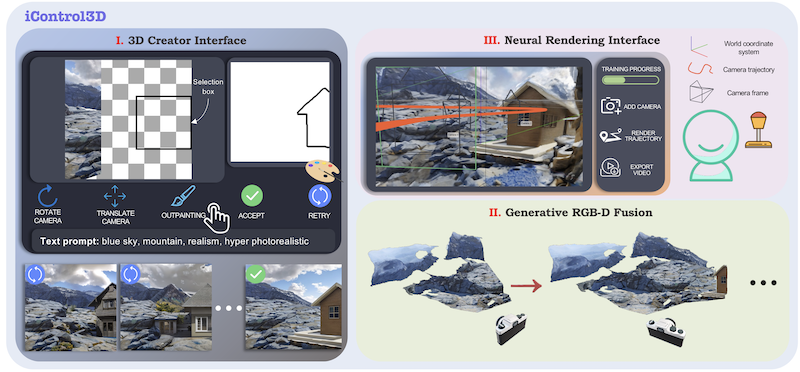 iControl3D
I. 3D Creator Interface
Selection
box
ROTATE
CAMERA
TRANSLATE
CAMERA
OUTPAINTING
ACCEPT
RETRY
Text prompt: blue sky, mountain, realism, hyper photorealistic
III. Neural Rendering Interface
TRAINING PROGRESS
ADD CAMERA
RENDER
TRAJECTORY
EXPORT
VIDEO
World coordinate
system
Camera trajectory
Camera frame
II. Generative RGB-D Fusion